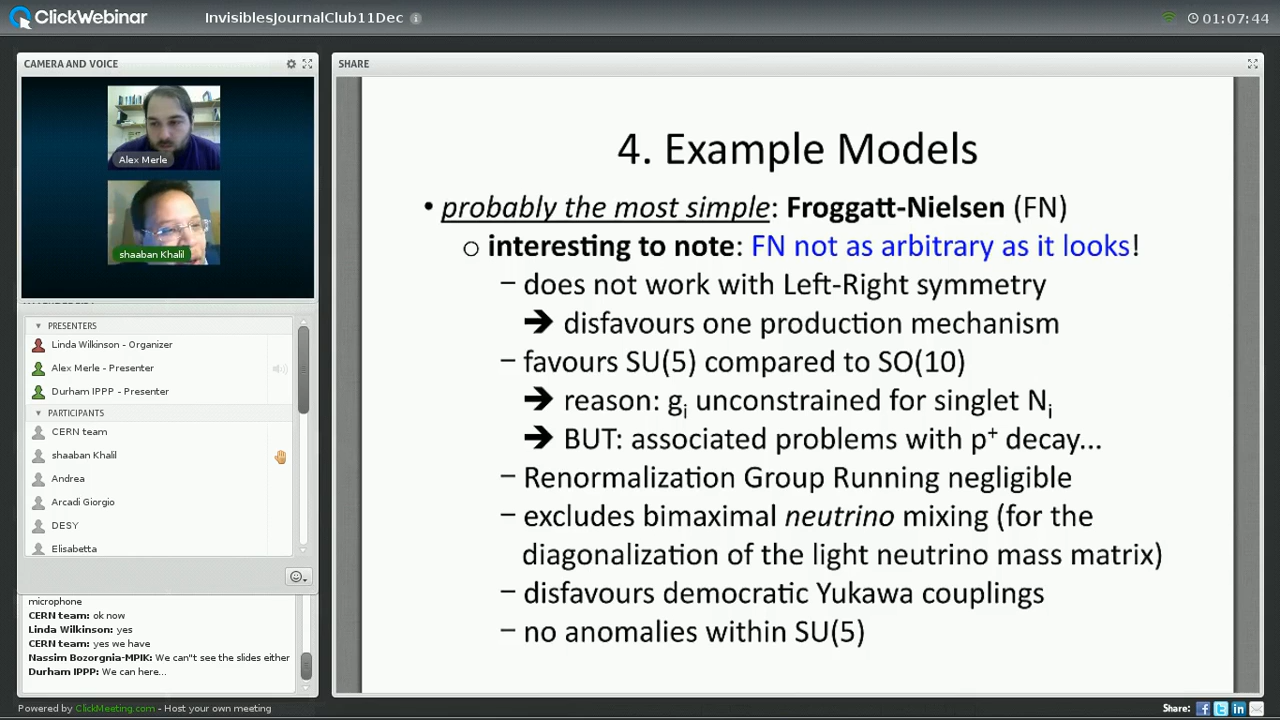 ClickWebinar
InvisiblesJournalClub11Dec
01:07:44
CAMERA AND VOICE
Alex Merle
shaaban Khalil
PRESENTERS
Linda Wilkinson - Organizer
Alex Merle - Presenter
Durham IPPP - Presenter
PARTICIPANTS
CERN team
shaaban Khalil
Andrea
Arcadi Giorgio
DESY
Elisabetta
microphone
CERN team: ok now
Linda Wilkinson: yes
CERN team: yes we have
Nassim Bozorgnia-MPIK: We can"t see the slides either
Durham IPPP: We can here...
SHARE
4. Example Models
• probably the most simple: Froggatt-Nielsen (FN)
o interesting to note: FN not as arbitrary as it looks!
– does not work with Left-Right symmetry
➔ disfavours one production mechanism
– favours SU(5) compared to SO(10)
➔ reason: gᵢ unconstrained for singlet Nᵢ
➔ BUT: associated problems with p⁺ decay...
– Renormalization Group Running negligible
– excludes bimaximal neutrino mixing (for the
diagonalization of the light neutrino mass matrix)
– disfavours democratic Yukawa couplings
– no anomalies within SU(5)
Powered by ClickMeeting.com - Host your own meeting
Share: